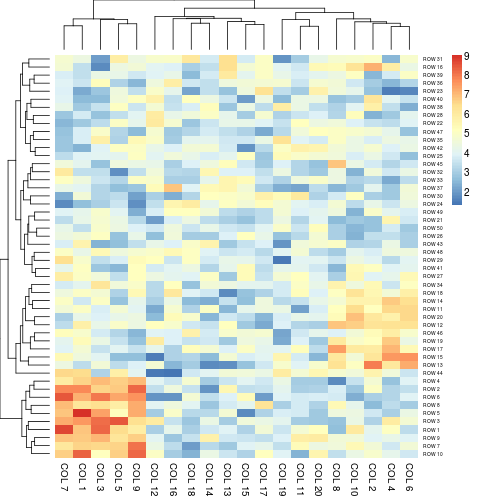 ROW 31
ROW 16
ROW 39
ROW 36
ROW 23
ROW 40
ROW 38
ROW 28
ROW 22
ROW 47
ROW 35
ROW 42
ROW 25
ROW 45
ROW 32
ROW 33
ROW 37
ROW 30
ROW 24
ROW 49
ROW 21
ROW 50
ROW 26
ROW 43
ROW 48
ROW 29
ROW 41
ROW 27
ROW 34
ROW 18
ROW 14
ROW 11
ROW 20
ROW 12
ROW 46
ROW 19
ROW 17
ROW 15
ROW 13
ROW 44
ROW 4
ROW 2
ROW 6
ROW 8
ROW 5
ROW 3
ROW 1
ROW 9
ROW 7
ROW 10
9
8
7
6
5
4
3
2
COL 7
COL 1
COL 3
COL 5
COL 9
COL 12
COL 16
COL 18
COL 14
COL 13
COL 15
COL 17
COL 19
COL 11
COL 20
COL 8
COL 10
COL 2
COL 4
COL 6